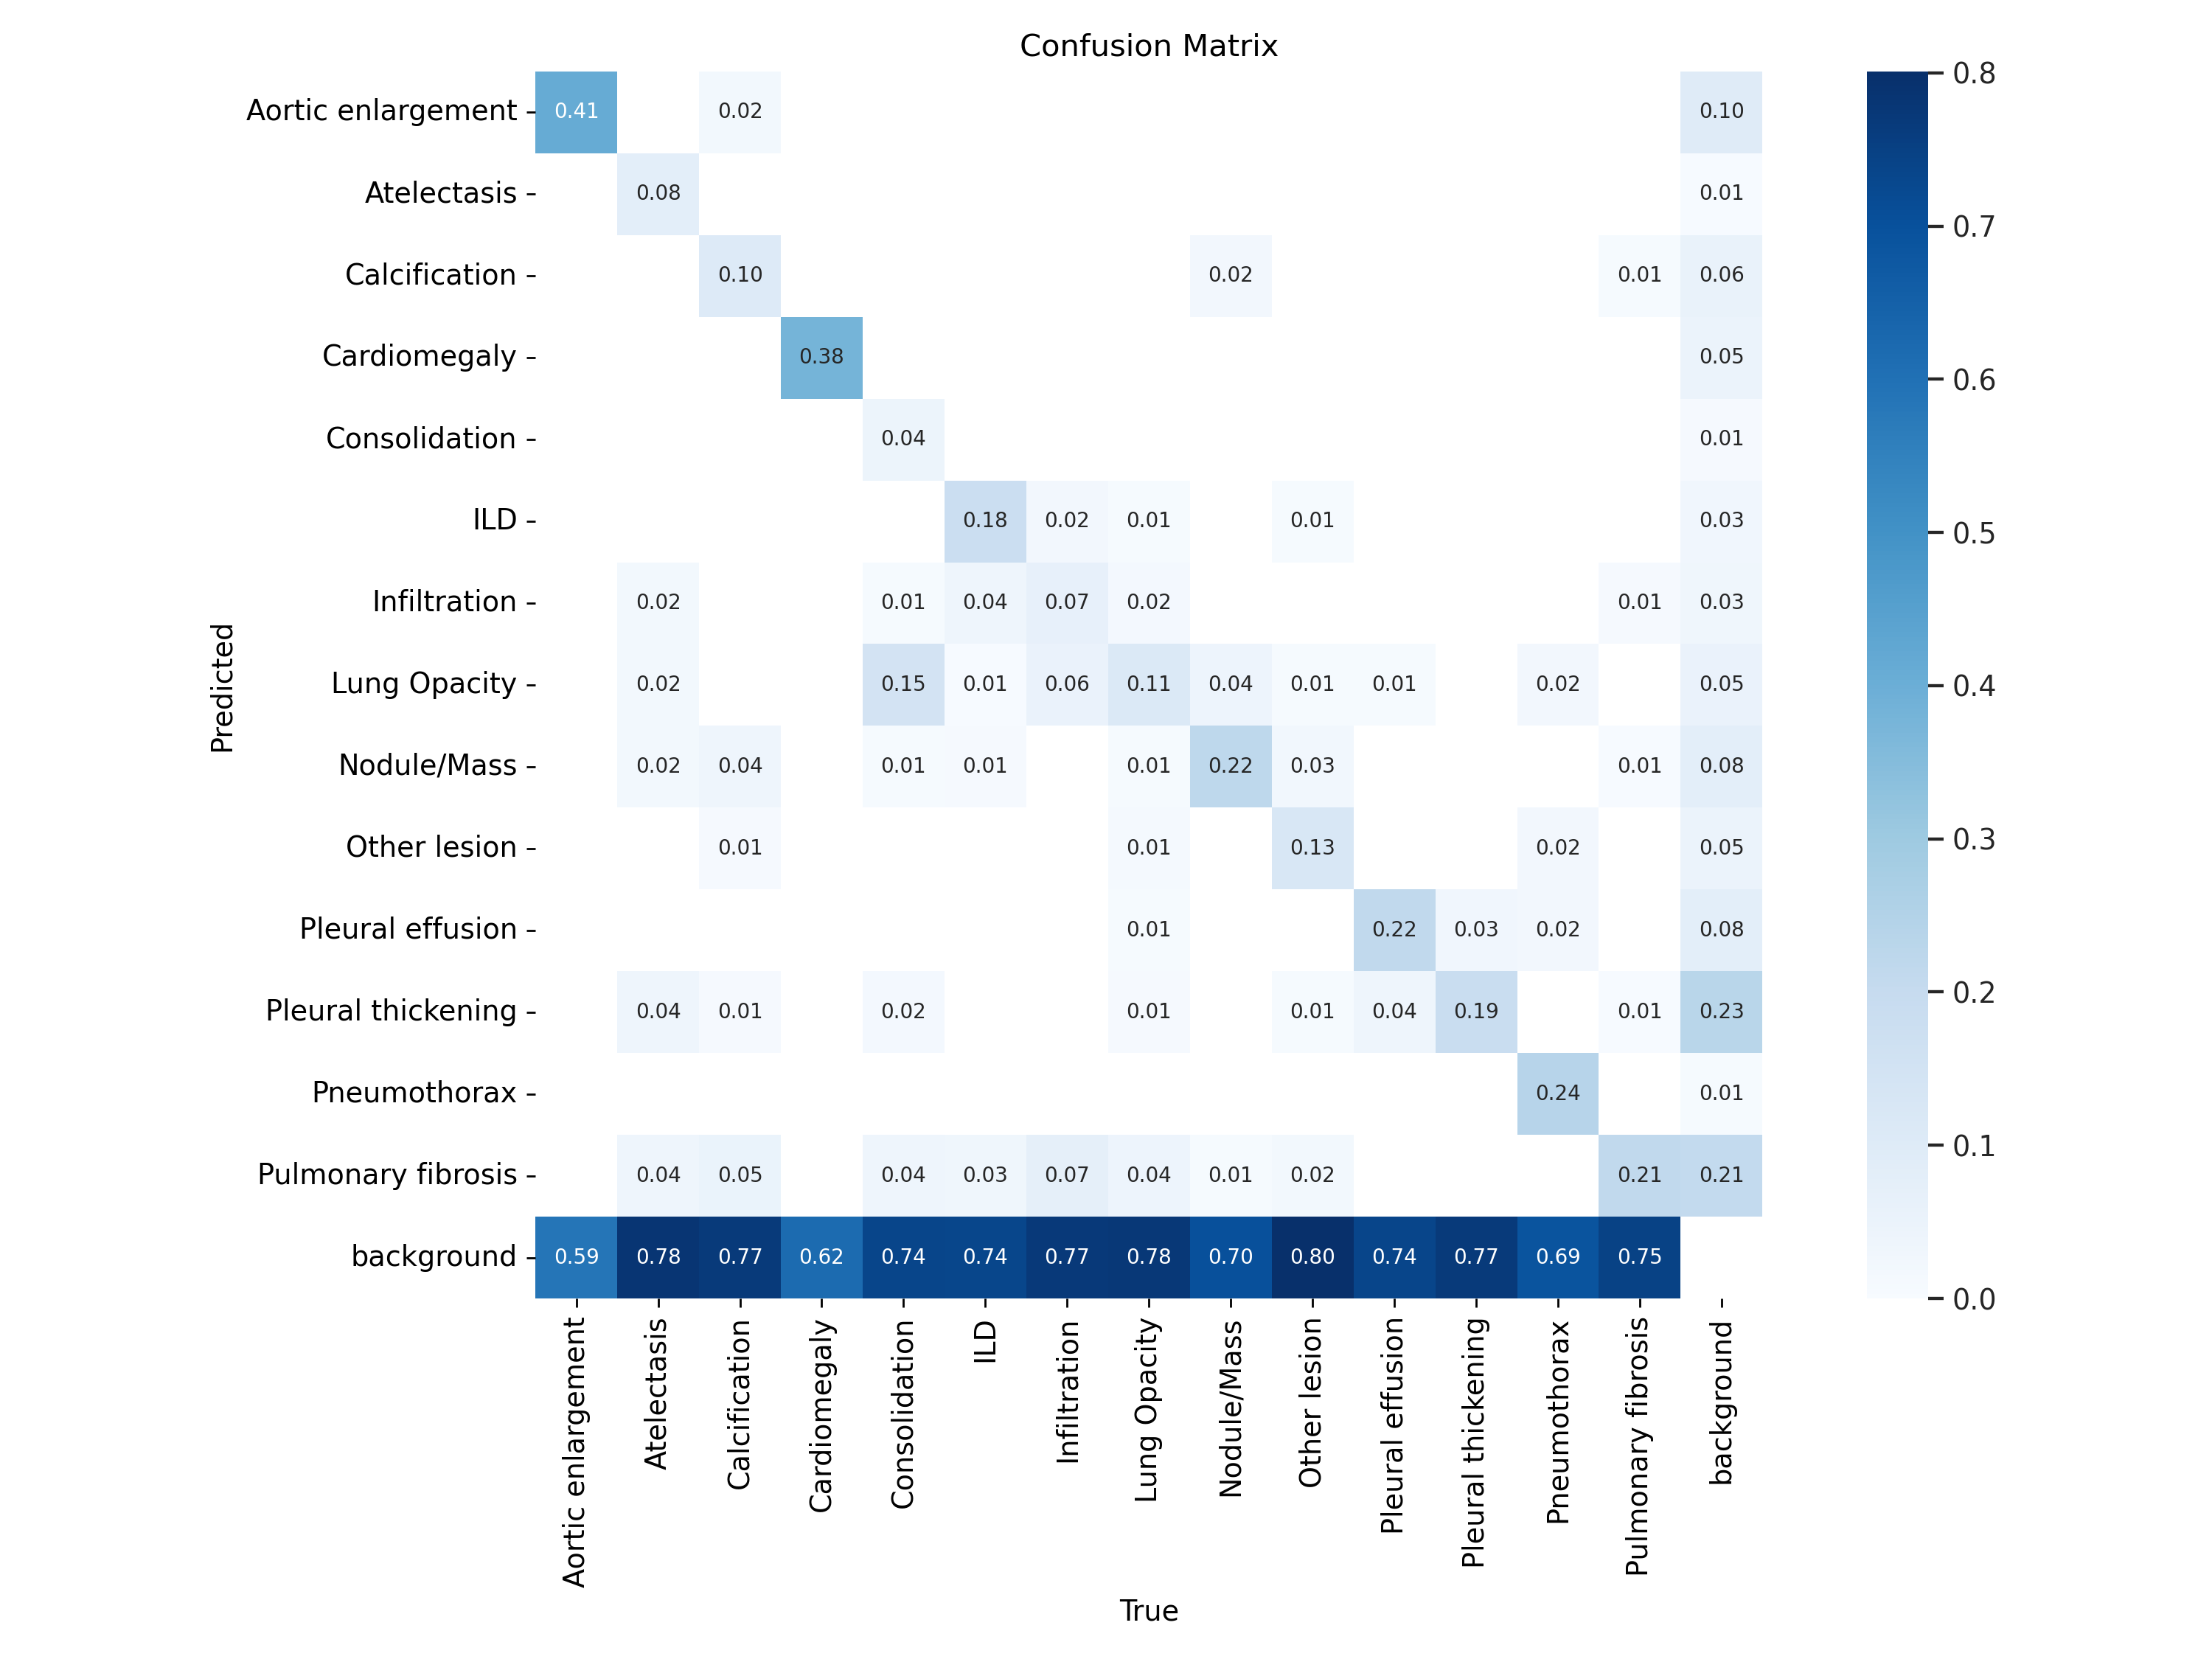 Confusion Matrix
Aortic enlargement 0.41 0.02 0.10
Atelectasis 0.08 0.01
Calcification 0.10 0.02 0.01 0.06
Cardiomegaly 0.38 0.05
Consolidation 0.04 0.01
ILD 0.18 0.02 0.01 0.01 0.03
Infiltration 0.02 0.01 0.04 0.07 0.02 0.01 0.03
Lung Opacity 0.02 0.15 0.01 0.06 0.11 0.04 0.01 0.01 0.02 0.05
Nodule/Mass 0.02 0.04 0.01 0.01 0.01 0.22 0.03 0.01 0.08
Other lesion 0.01 0.01 0.13 0.02 0.05
Pleural effusion 0.01 0.22 0.03 0.02 0.08
Pleural thickening 0.04 0.01 0.02 0.01 0.01 0.04 0.19 0.01 0.23
Pneumothorax 0.24 0.01
Pulmonary fibrosis 0.04 0.05 0.04 0.03 0.07 0.04 0.01 0.02 0.21 0.21
background 0.59 0.78 0.77 0.62 0.74 0.74 0.77 0.78 0.70 0.80 0.74 0.77 0.69 0.75
Predicted
Aortic enlargement
Atelectasis
Calcification
Cardiomegaly
Consolidation
ILD
Infiltration
Lung Opacity
Nodule/Mass
Other lesion
Pleural effusion
Pleural thickening
Pneumothorax
Pulmonary fibrosis
background
True
0.8
0.7
0.6
0.5
0.4
0.3
0.2
0.1
0.0